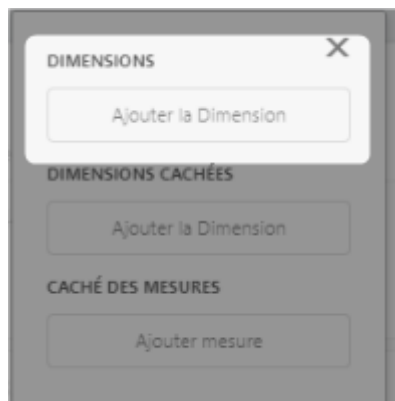 DIMENSIONS
Ajouter la Dimension
DIMENSIONS CACHÉES
Ajouter la Dimension
CACHÉ DES MESURES
Ajouter mesure